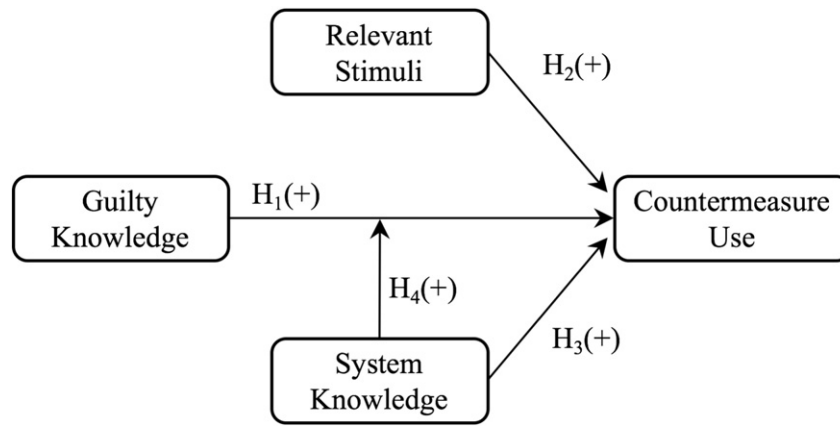 Relevant
Stimuli
H₂(+)
Guilty
Knowledge
H₁(+)
Countermeasure
Use
H₄(+)
System
Knowledge
H₃(+)